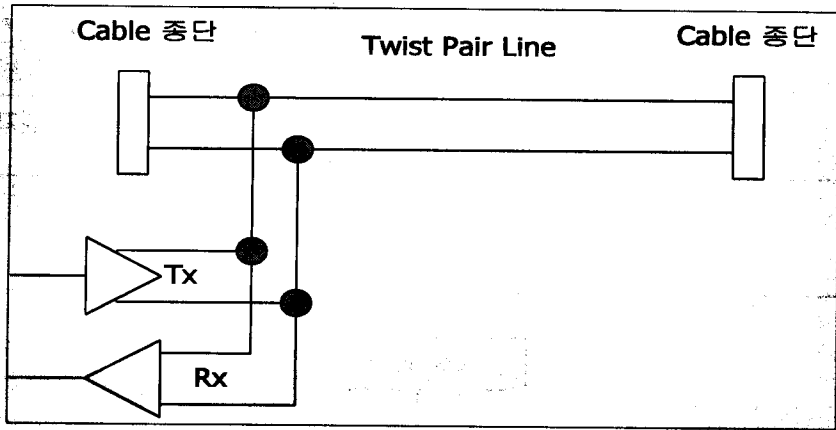 Cable 종단
Twist Pair Line
Cable 종단
Tx
Rx